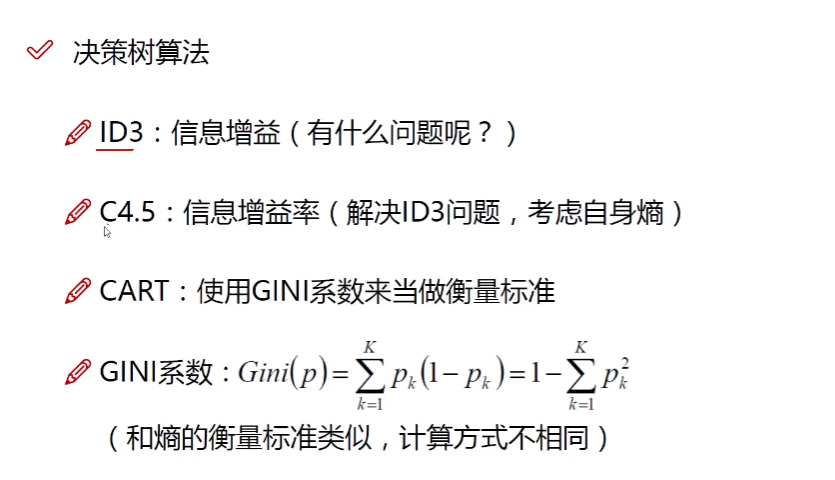 决策树算法
ID3：信息增益（有什么问题呢？）
C4.5：信息增益率（解决ID3问题，考虑自身熵）
CART：使用GINI系数来当做衡量标准
GINI系数：Gini(p)=∑_{k=1}^{K} p_k(1−p_k)=1−∑_{k=1}^{K} p_k^2
（和熵的衡量标准类似，计算方式不相同）